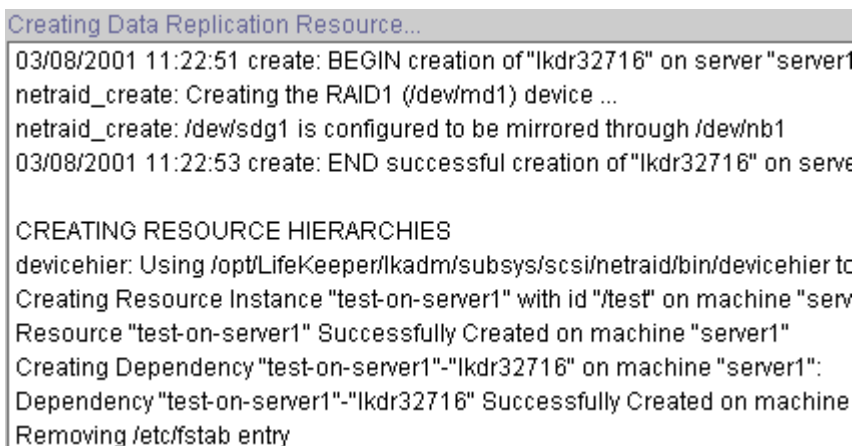 Creating Data Replication Resource...
03/08/2001 11:22:51 create: BEGIN creation of "lkdr32716" on server "server1
netraid_create: Creating the RAID1 (/dev/md1) device ...
netraid_create: /dev/sdg1 is configured to be mirrored through /dev/nb1
03/08/2001 11:22:53 create: END successful creation of "lkdr32716" on serve
CREATING RESOURCE HIERARCHIES
devicehier: Using /opt/LifeKeeper/lkadm/subsys/scsi/netraid/bin/devicehier to
Creating Resource Instance "test-on-server1" with id "/test" on machine "serv
Resource "test-on-server1" Successfully Created on machine "server1"
Creating Dependency "test-on-server1"-"lkdr32716" on machine "server1":
Dependency "test-on-server1"-"lkdr32716" Successfully Created on machine
Removing /etc/fstab entry